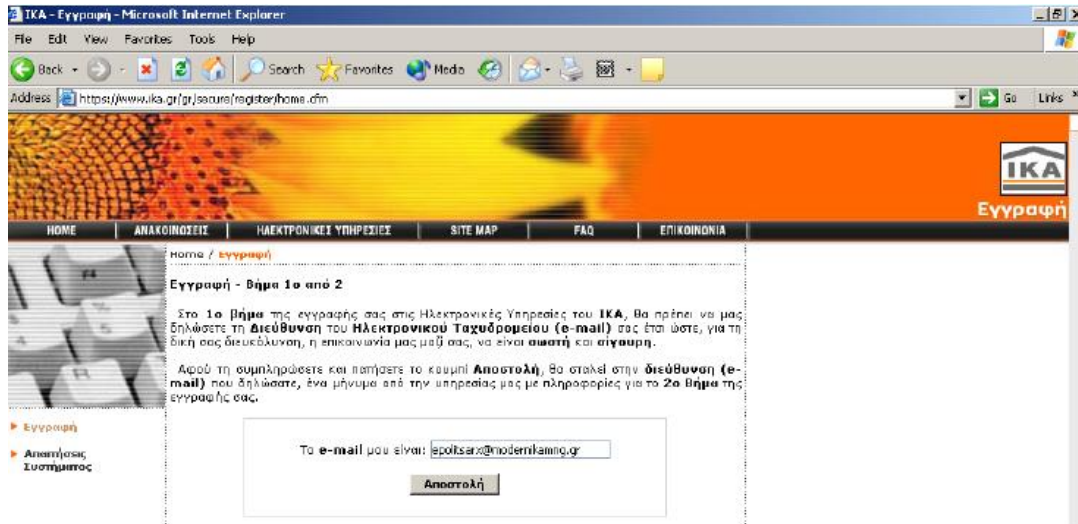 IKA - Εγγραφή - Microsoft Internet Explorer
File Edit View Favorites Tools Help
Back Search Favorites Media
Address https://www.ika.gr/gr/secure/register/home.cfm Go Links
IKA
Εγγραφή
HOME ΑΝΑΚΟΙΝΩΣΕΙΣ ΗΛΕΚΤΡΟΝΙΚΕΣ ΥΠΗΡΕΣΙΕΣ SITE MAP FAQ ΕΠΙΚΟΙΝΩΝΙΑ
Home / Εγγραφή
Εγγραφή - Βήμα 1ο από 2
Στο 1ο βήμα της εγγραφής σας στις Ηλεκτρονικές Υπηρεσίες του ΙΚΑ, θα πρέπει να μας
δηλώσετε τη Διεύθυνση του Ηλεκτρονικού Ταχυδρομείου (e-mail) σας έτσι ώστε, για τη
δική σας διευκόλυνση, η επικοινωνία μας μαζί σας, να είναι σωστή και σίγουρη.
Αφού τη συμπληρώσετε και πατήσετε το κουμπί Αποστολή, θα σταλεί στην διεύθυνση (e-
mail) που δηλώσατε, ένα μήνυμα από την υπηρεσίας μας με πληροφορίες για το 2ο Βήμα της
εγγραφής σας.
Εγγραφή
Απαιτήσεις
Συστήματος
Το e-mail μου είναι: epolitsarx@modernikamng.gr
Αποστολή